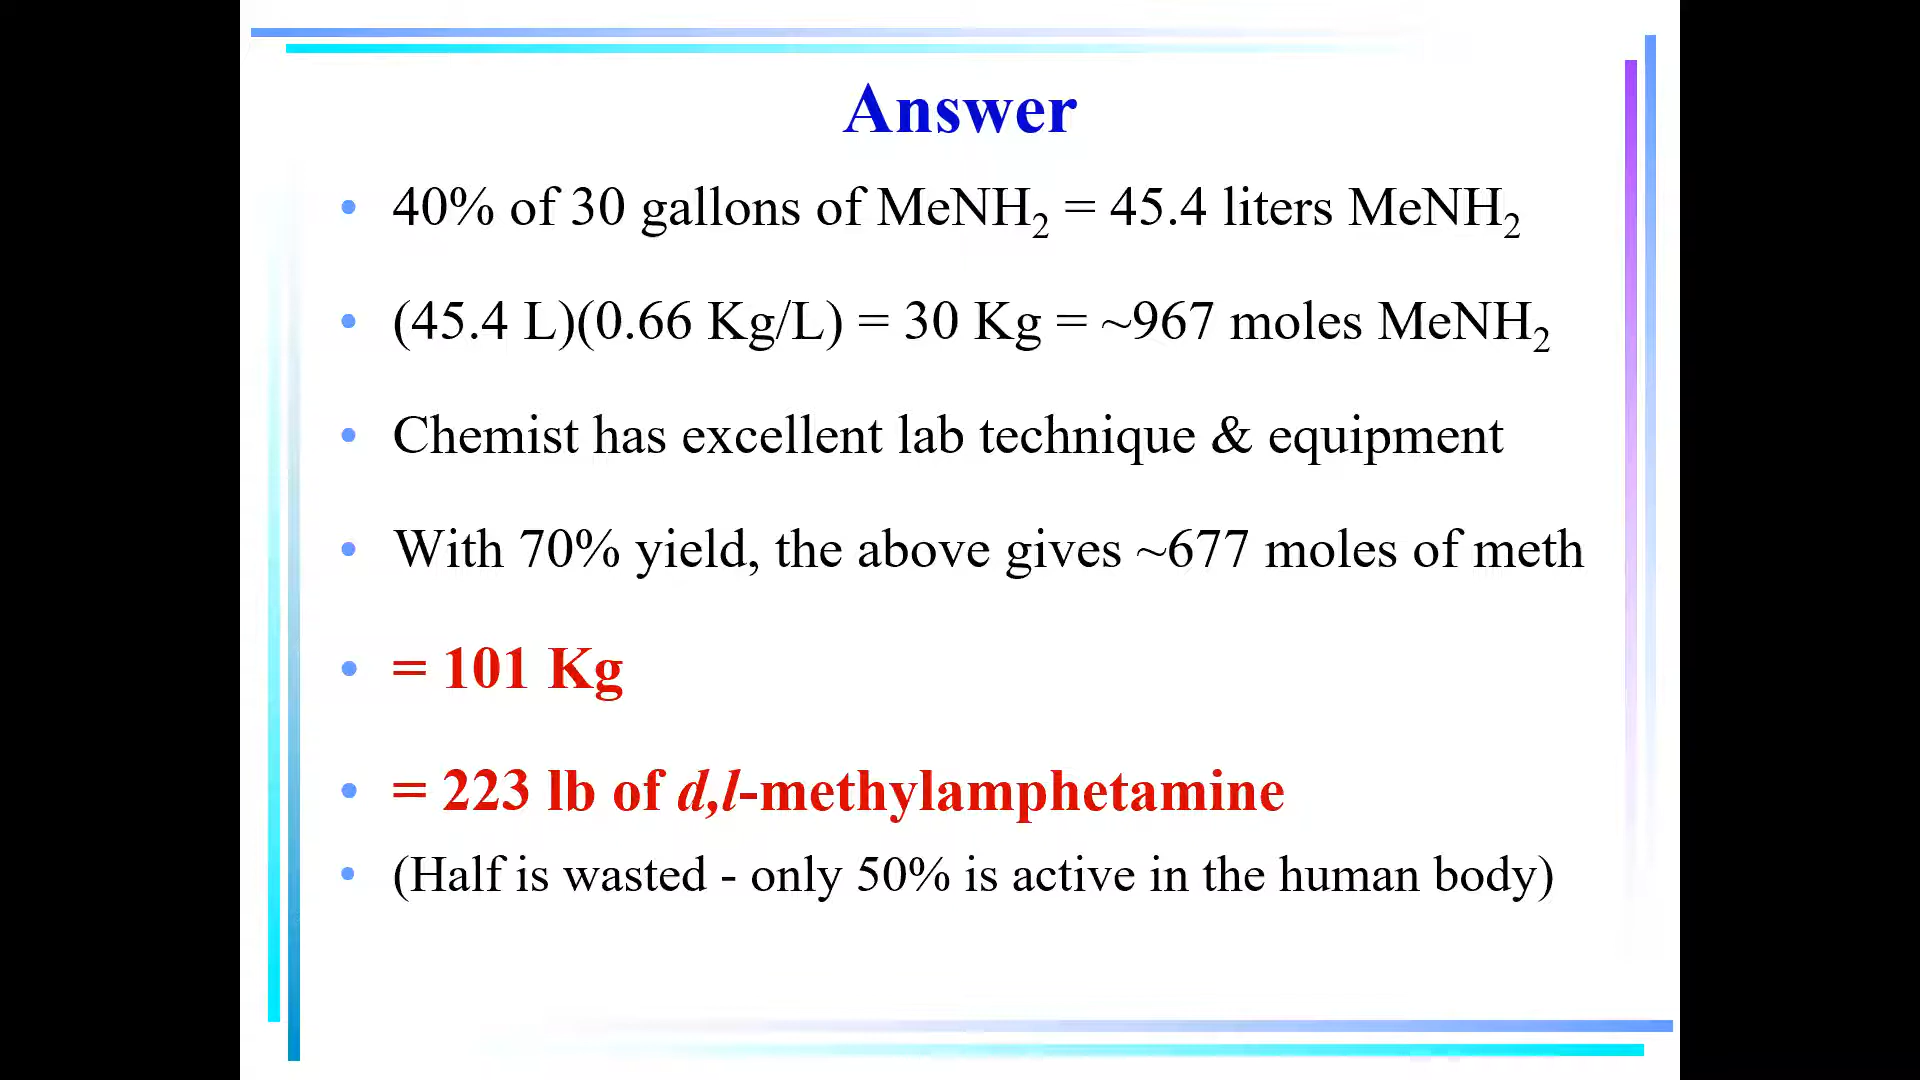 Answer
• 40% of 30 gallons of MeNH₂ = 45.4 liters MeNH₂
• (45.4 L)(0.66 Kg/L) = 30 Kg = ~967 moles MeNH₂
• Chemist has excellent lab technique & equipment
• With 70% yield, the above gives ~677 moles of meth
• = 101 Kg
• = 223 lb of d,l-methylamphetamine
• (Half is wasted - only 50% is active in the human body)